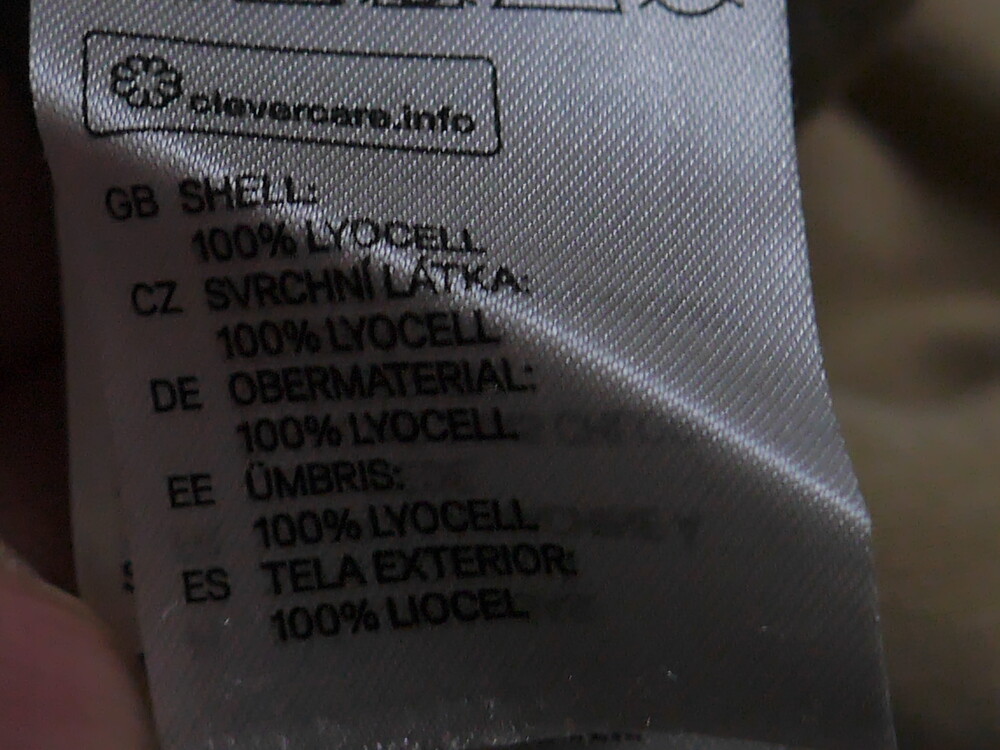 clevercare.info
GB SHELL:
100% LYOCELL
CZ SVRCHNÍ LÁTKA:
100% LYOCELL
DE OBERMATERIAL:
100% LYOCELL
EE ÜMBRIS:
100% LYOCELL
ES TELA EXTERIOR:
100% LIOCEL